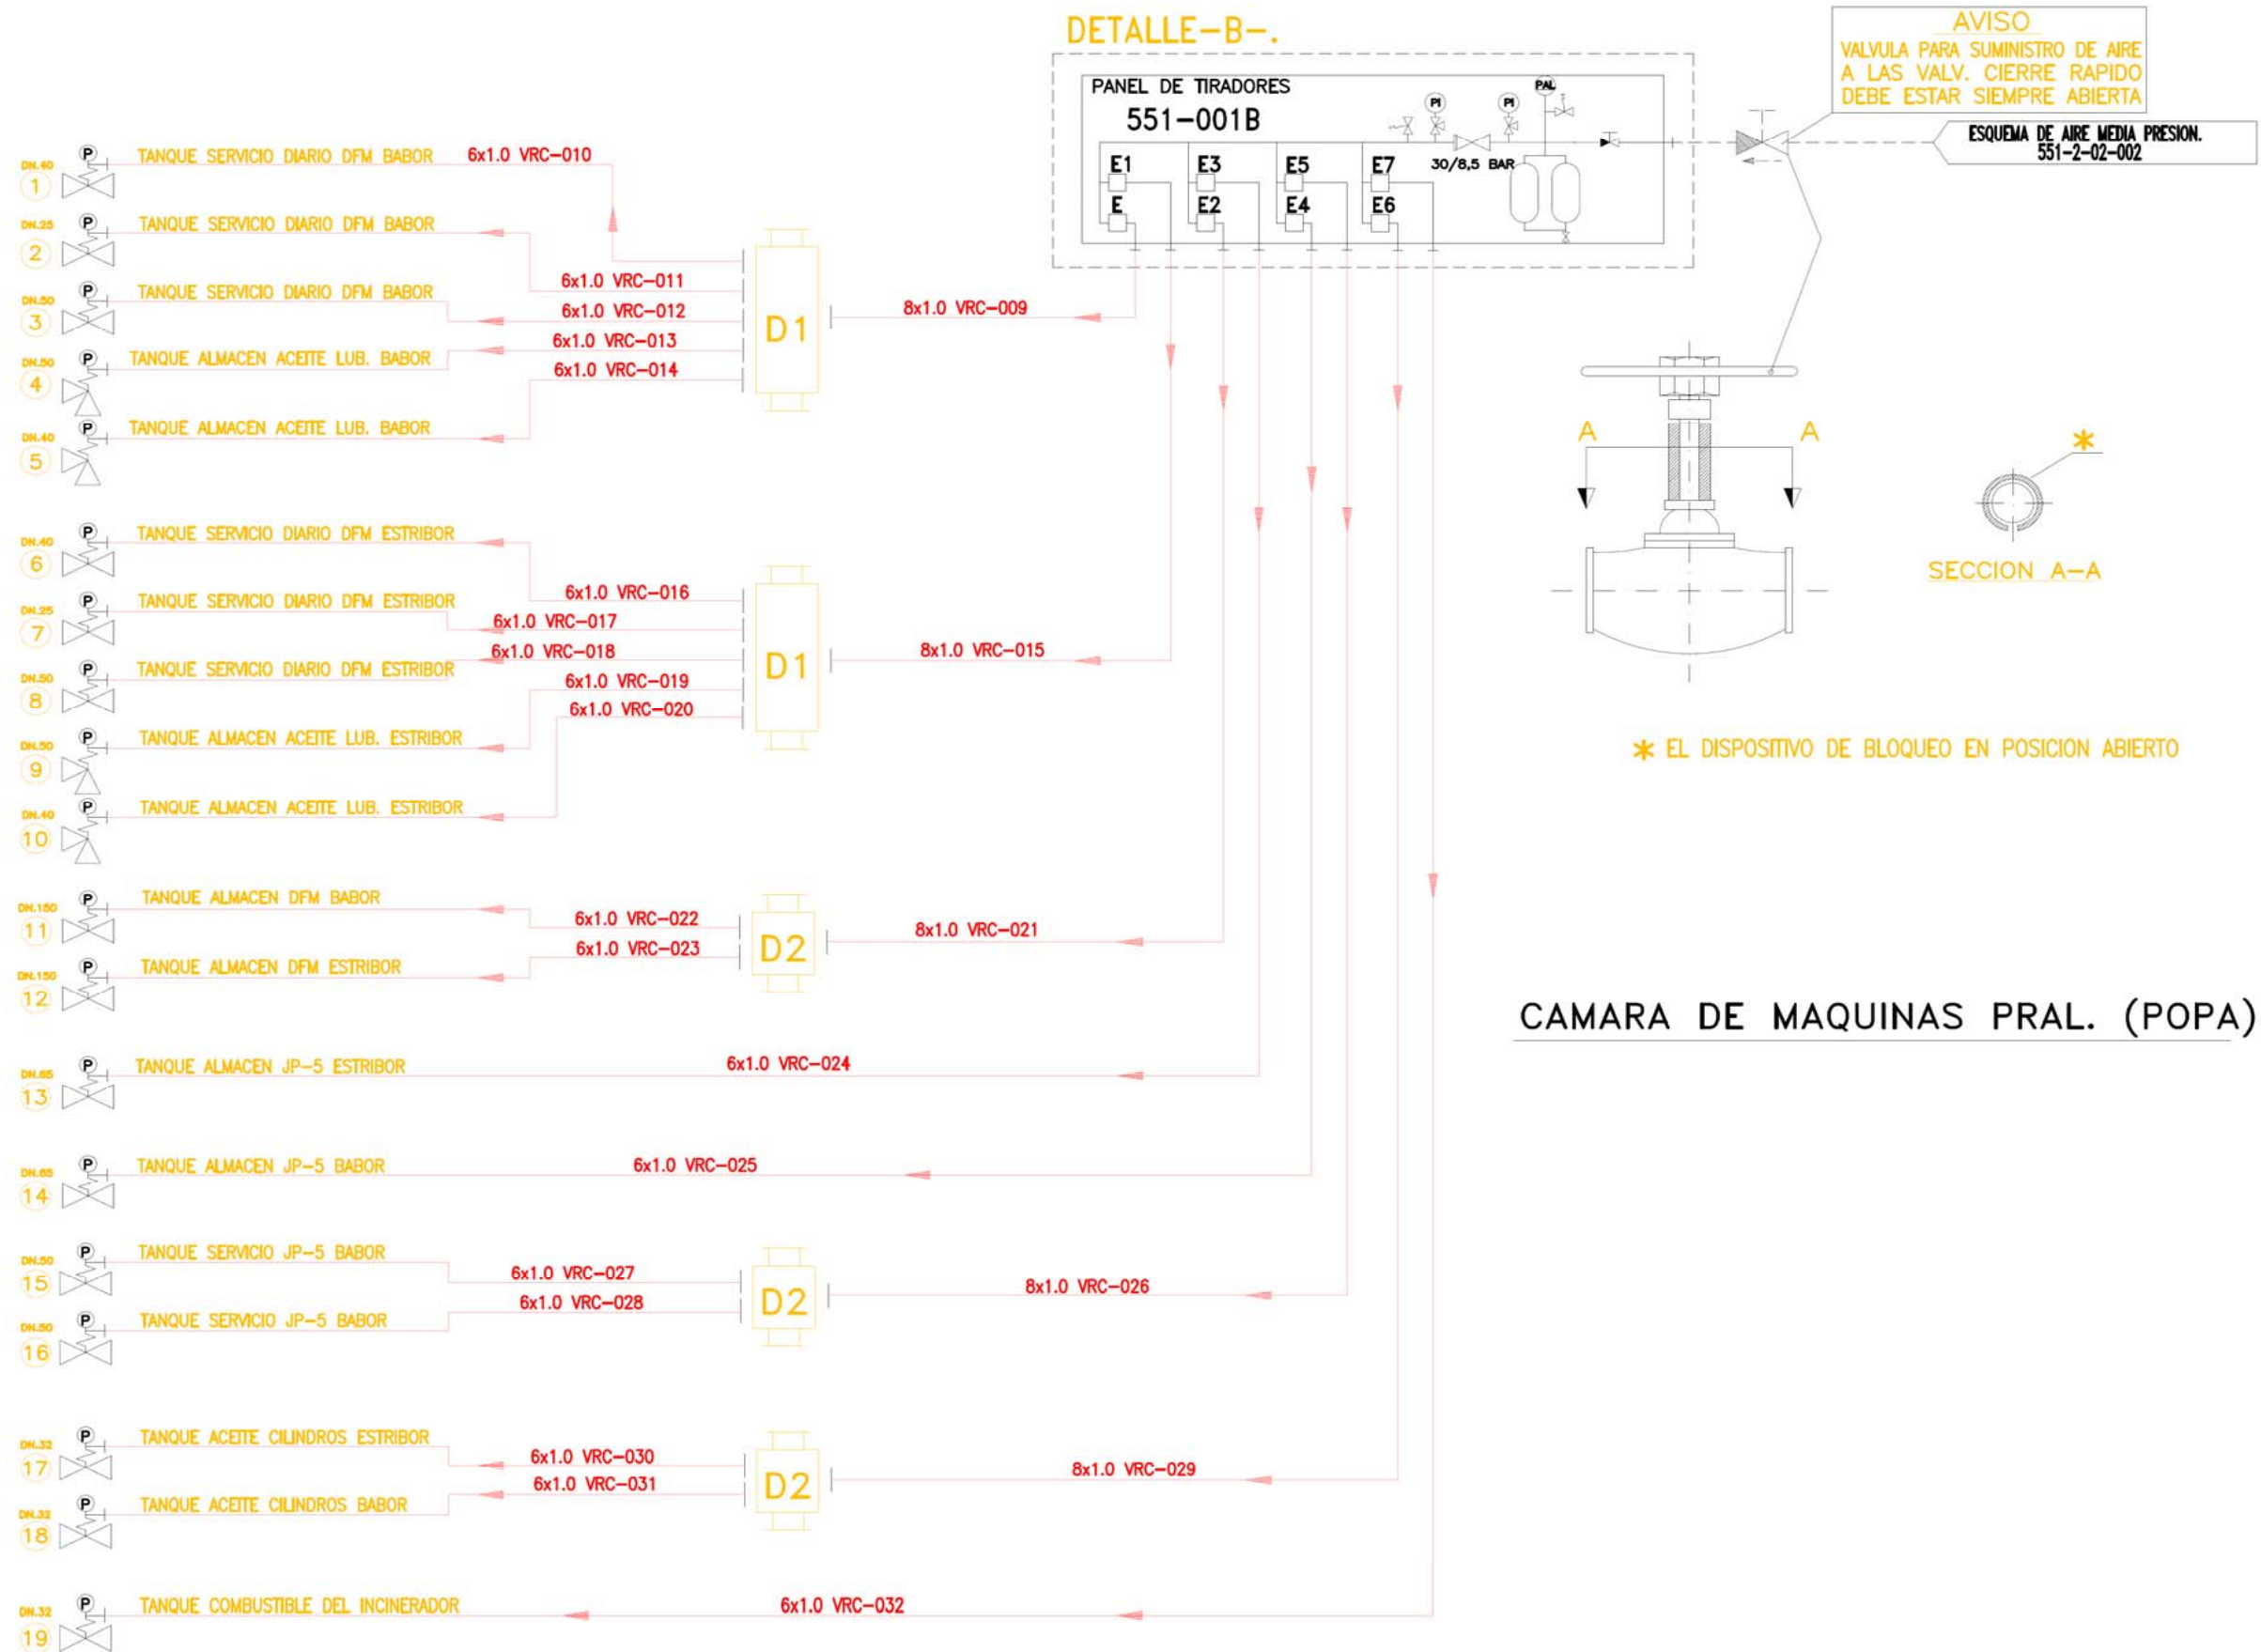 DETALLE-B-.
AVISO
VALVULA PARA SUMINISTRO DE AIRE
A LAS VALV. CIERRE RAPIDO
DEBE ESTAR SIEMPRE ABIERTA
ESQUEMA DE AIRE MEDIA PRESION.
551-2-02-002
PANEL DE TIRADORES
551-001B
PI
PI
PAL
30/8,5 BAR
E1
E3
E5
E7
E
E2
E4
E6
DN.40
1
P
TANQUE SERVICIO DIARIO DFM BABOR
6x1.0 VRC-010
DN.25
2
P
TANQUE SERVICIO DIARIO DFM BABOR
6x1.0 VRC-011
DN.50
3
P
TANQUE SERVICIO DIARIO DFM BABOR
6x1.0 VRC-012
DN.50
4
P
TANQUE ALMACEN ACEITE LUB. BABOR
6x1.0 VRC-013
DN.40
5
P
TANQUE ALMACEN ACEITE LUB. BABOR
6x1.0 VRC-014
D1
8x1.0 VRC-009
DN.40
6
P
TANQUE SERVICIO DIARIO DFM ESTRIBOR
6x1.0 VRC-016
DN.25
7
P
TANQUE SERVICIO DIARIO DFM ESTRIBOR
6x1.0 VRC-017
DN.50
8
P
TANQUE SERVICIO DIARIO DFM ESTRIBOR
6x1.0 VRC-018
DN.50
9
P
TANQUE ALMACEN ACEITE LUB. ESTRIBOR
6x1.0 VRC-019
DN.40
10
P
TANQUE ALMACEN ACEITE LUB. ESTRIBOR
6x1.0 VRC-020
D1
8x1.0 VRC-015
DN.150
11
P
TANQUE ALMACEN DFM BABOR
6x1.0 VRC-022
DN.150
12
P
TANQUE ALMACEN DFM ESTRIBOR
6x1.0 VRC-023
D2
8x1.0 VRC-021
DN.65
13
P
TANQUE ALMACEN JP-5 ESTRIBOR
6x1.0 VRC-024
DN.65
14
P
TANQUE ALMACEN JP-5 BABOR
6x1.0 VRC-025
DN.50
15
P
TANQUE SERVICIO JP-5 BABOR
6x1.0 VRC-027
DN.50
16
P
TANQUE SERVICIO JP-5 BABOR
6x1.0 VRC-028
D2
8x1.0 VRC-026
DN.32
17
P
TANQUE ACEITE CILINDROS ESTRIBOR
6x1.0 VRC-030
DN.32
18
P
TANQUE ACEITE CILINDROS BABOR
6x1.0 VRC-031
D2
8x1.0 VRC-029
DN.32
19
P
TANQUE COMBUSTIBLE DEL INCINERADOR
6x1.0 VRC-032
A
A
*
SECCION A-A
* EL DISPOSITIVO DE BLOQUEO EN POSICION ABIERTO
CAMARA DE MAQUINAS PRAL. (POPA)